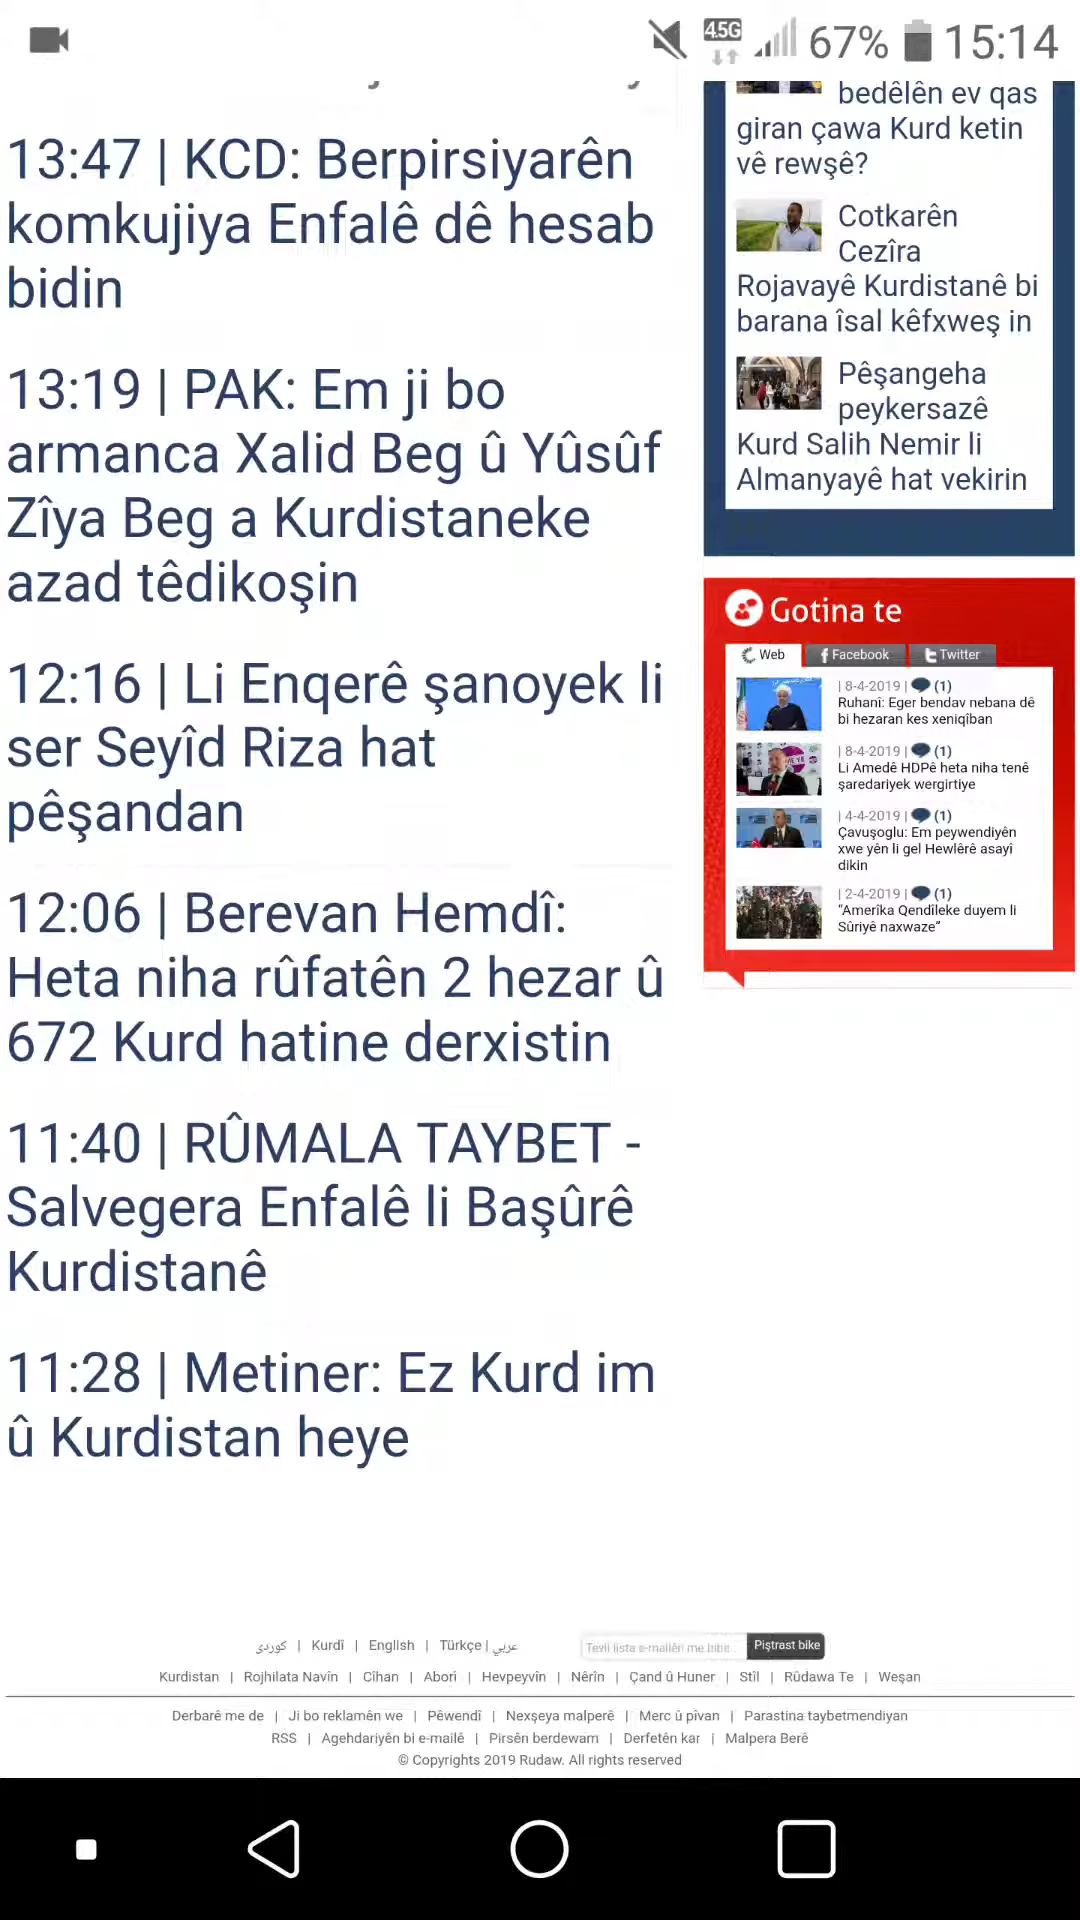 4.5G 67% 15:14
13:47 | KCD: Berpirsiyarên
komkujiya Enfalê dê hesab
bidin
13:19 | PAK: Em ji bo
armanca Xalid Beg û Yûsûf
Zîya Beg a Kurdistaneke
azad têdikoşin
12:16 | Li Enqerê şanoyek li
ser Seyîd Riza hat
pêşandan
12:06 | Berevan Hemdî:
Heta niha rûfatên 2 hezar û
672 Kurd hatine derxistin
11:40 | RÛMALA TAYBET -
Salvegera Enfalê li Başûrê
Kurdistanê
11:28 | Metiner: Ez Kurd im
û Kurdistan heye
bedêlên ev qas
giran çawa Kurd ketin
vê rewşê?
Cotkarên
Cezîra
Rojavayê Kurdistanê bi
barana îsal kêfxweş in
Pêşangeha
peykersazê
Kurd Salih Nemir li
Almanyayê hat vekirin
Gotina te
Web Facebook Twitter
| 8-4-2019 | (1)
Ruhanî: Eger bendav nebana dê
bi hezaran kes xeniqîban
| 8-4-2019 | (1)
Li Amedê HDPê heta niha tenê
şaredariyek wergirtiye
| 4-4-2019 | (1)
Çavuşoglu: Em peywendiyên
xwe yên li gel Hewlêrê asayî
dikin
| 2-4-2019 | (1)
“Amerîka Qendîleke duyem li
Sûriyê naxwaze”
كوردى | Kurdî | English | Türkçe | عربي
Tevlî lista e-mailên me bibe... Piştrast bike
Kurdistan | Rojhilata Navîn | Cîhan | Aborî | Hevpeyvîn | Nêrîn | Çand û Huner | Stîl | Rûdawa Te | Weşan
Derbarê me de | Ji bo reklamên we | Pêwendî | Nexşeya malperê | Merc û pîvan | Parastina taybetmendiyan
RSS | Agehdariyên bi e-mailê | Pirsên berdewam | Derfetên kar | Malpera Berê
© Copyrights 2019 Rudaw. All rights reserved